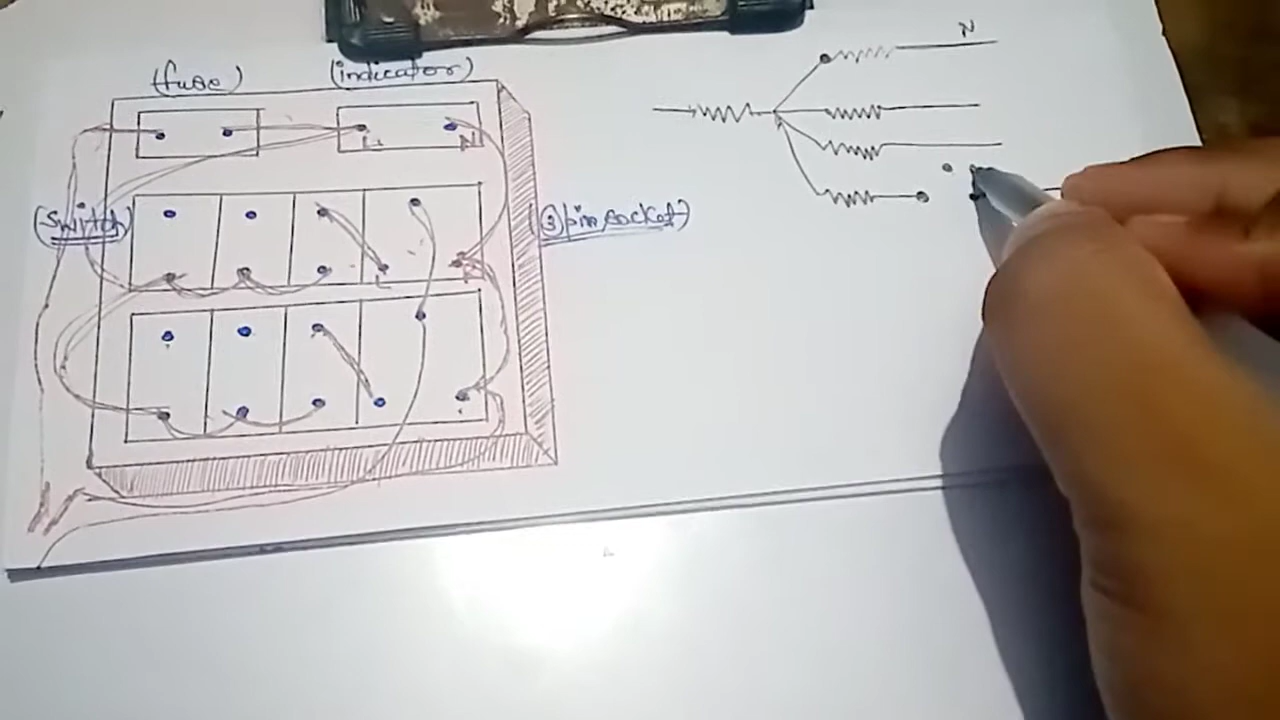 (fuse)
(indicator)
N
L
N
(Switch)
(3)pin socket)
L